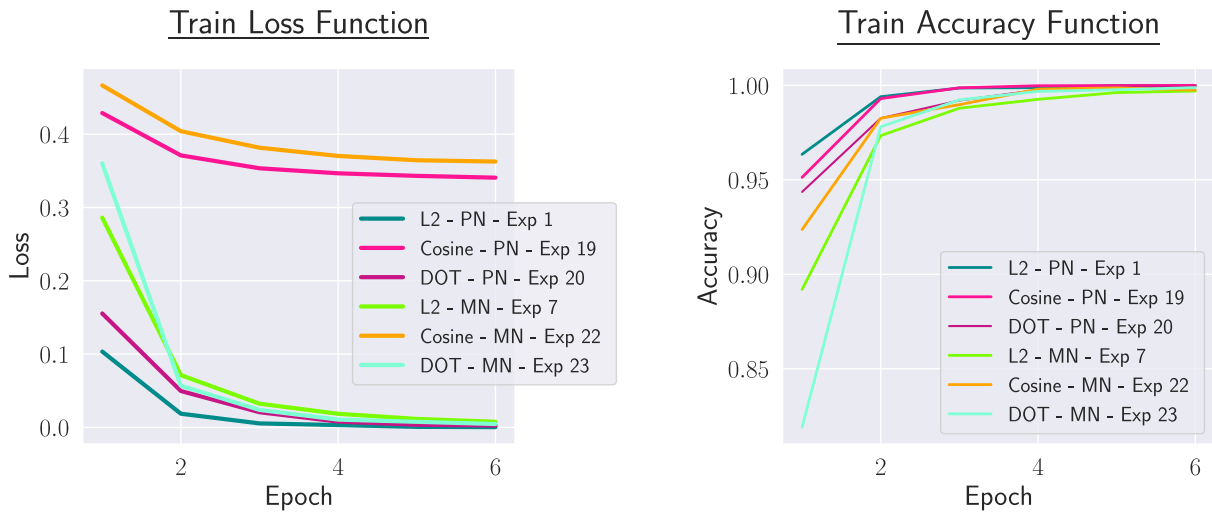 Train Loss Function
Loss
0.4
0.3
0.2
0.1
0.0
2
4
6
Epoch
L2 - PN - Exp 1
Cosine - PN - Exp 19
DOT - PN - Exp 20
L2 - MN - Exp 7
Cosine - MN - Exp 22
DOT - MN - Exp 23
Train Accuracy Function
Accuracy
1.00
0.95
0.90
0.85
2
4
6
Epoch
L2 - PN - Exp 1
Cosine - PN - Exp 19
DOT - PN - Exp 20
L2 - MN - Exp 7
Cosine - MN - Exp 22
DOT - MN - Exp 23